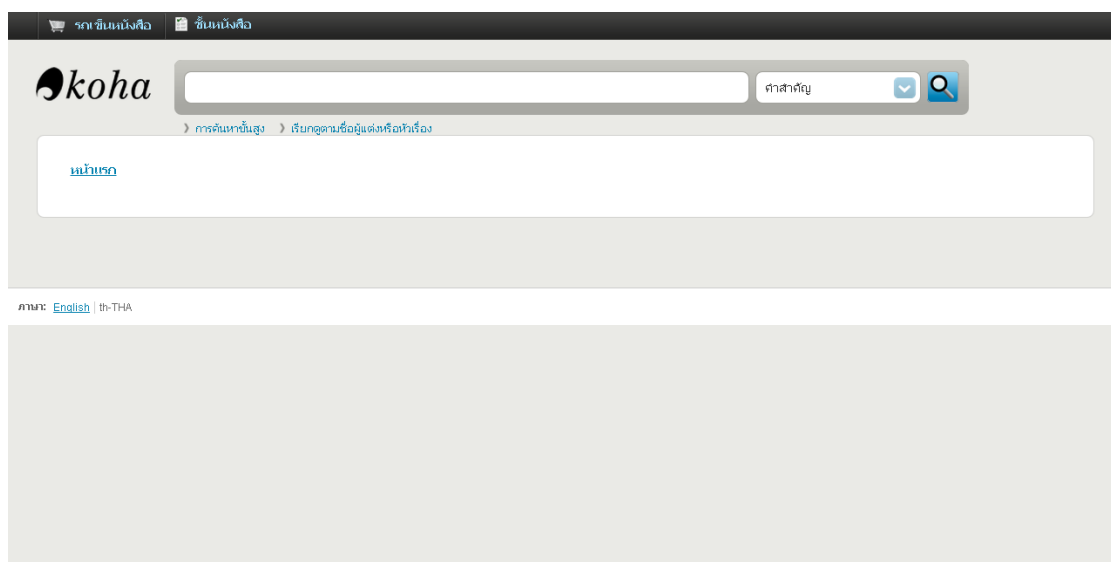 รถเข็นหนังสือ ชั้นหนังสือ
koha คำสำคัญ
การค้นหาขั้นสูง เรียกดูตามชื่อผู้แต่งหรือหัวเรื่อง
หน้าแรก
ภาษา: English | th-THA